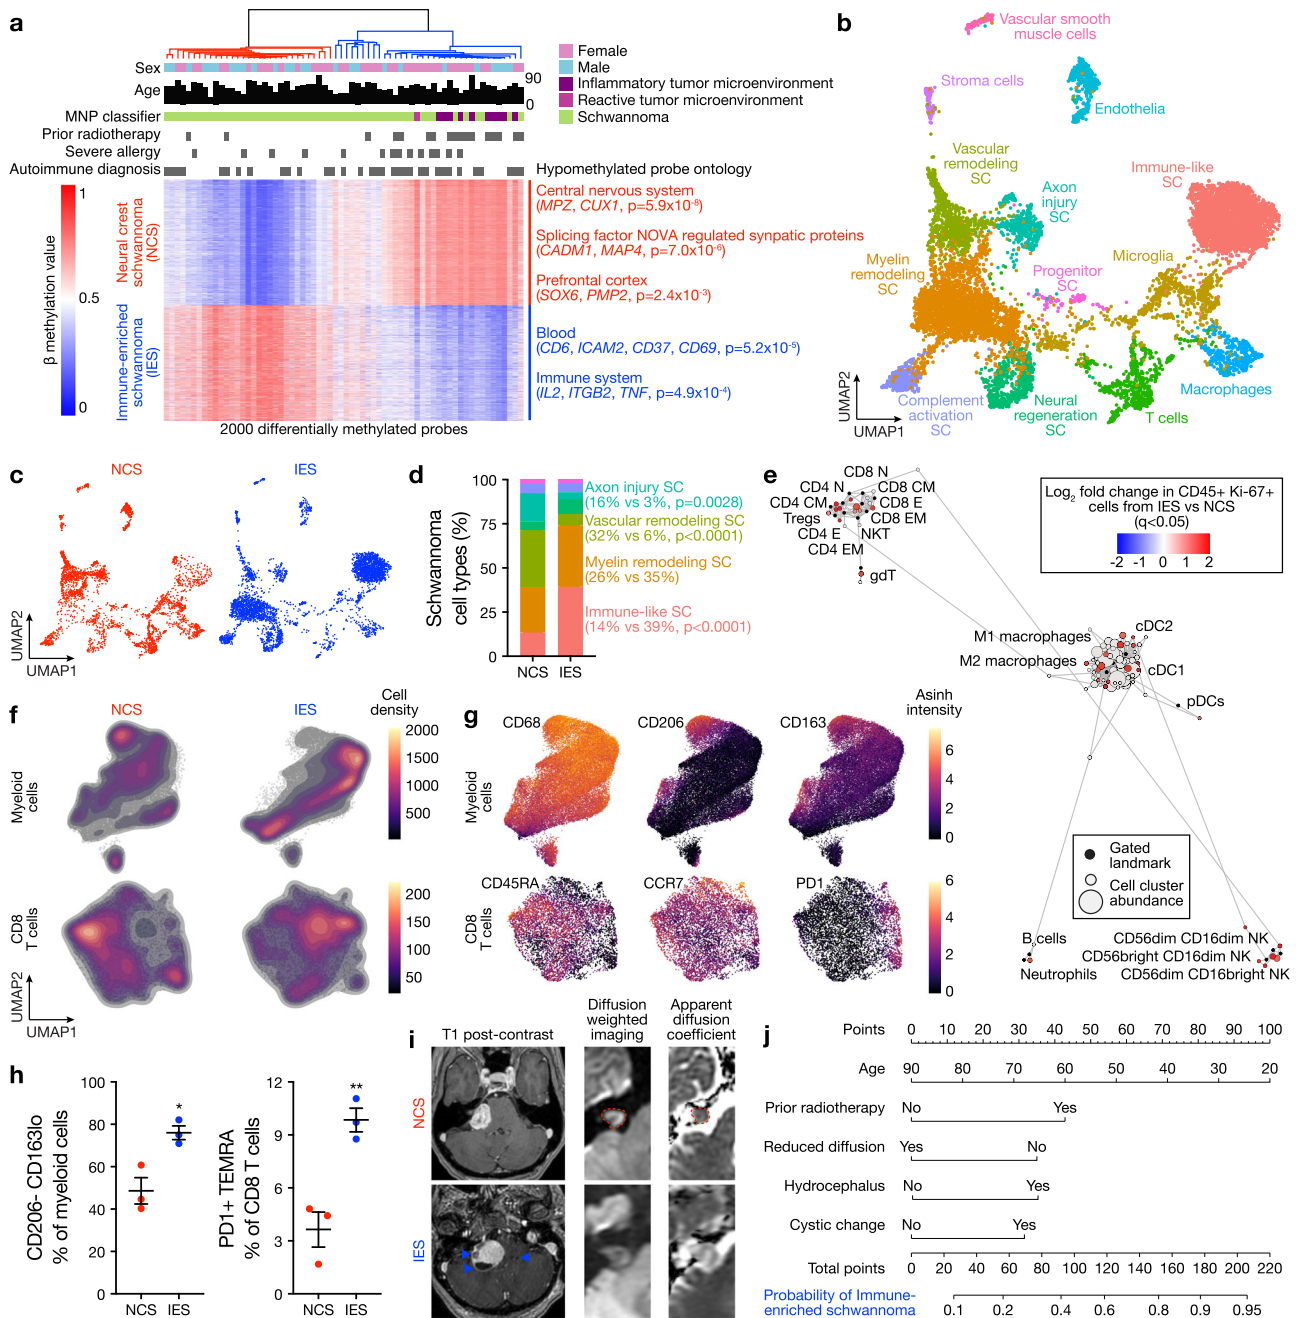 a
Sex
Age
90
0
MNP classifier
Prior radiotherapy
Severe allergy
Autoimmune diagnosis
Female
Male
Inflammatory tumor microenvironment
Reactive tumor microenvironment
Schwannoma
Hypomethylated probe ontology
β methylation value
1
0.5
0
Neural crest
schwannoma
(NCS)
Immune-enriched
schwannoma
(IES)
Central nervous system
(MPZ, CUX1, p=5.9x10-8)
Splicing factor NOVA regulated synpatic proteins
(CADM1, MAP4, p=7.0x10-6)
Prefrontal cortex
(SOX6, PMP2, p=2.4x10-3)
Blood
(CD6, ICAM2, CD37, CD69, p=5.2x10-5)
Immune system
(IL2, ITGB2, TNF, p=4.9x10-4)
2000 differentially methylated probes
b
Vascular smooth
muscle cells
Stroma cells
Endothelia
Vascular
remodeling
SC
Axon
injury
SC
Immune-like
SC
Myelin
remodeling
SC
Progenitor
SC
Microglia
Macrophages
T cells
Complement
activation
SC
Neural
regeneration
SC
UMAP2
UMAP1
c
NCS
IES
UMAP2
UMAP1
d
Schwannoma
cell types (%)
100
75
50
25
0
NCS
IES
Axon injury SC
(16% vs 3%, p=0.0028)
Vascular remodeling SC
(32% vs 6%, p<0.0001)
Myelin remodeling SC
(26% vs 35%)
Immune-like SC
(14% vs 39%, p<0.0001)
e
CD8 N
CD4 N
CD8 CM
CD4 CM
CD8 E
Tregs
CD8 EM
CD4 E
NKT
CD4 EM
gdT
Log2 fold change in CD45+ Ki-67+
cells from IES vs NCS
(q<0.05)
-2 -1 0 1 2
M1 macrophages
cDC2
M2 macrophages
cDC1
pDCs
Gated
landmark
Cell cluster
abundance
B cells
Neutrophils
CD56dim CD16dim NK
CD56bright CD16dim NK
CD56dim CD16bright NK
f
NCS
IES
Cell
density
2000
1500
1000
500
Myeloid
cells
200
150
100
50
CD8
T cells
UMAP2
UMAP1
g
CD68
CD206
CD163
Asinh
intensity
6
4
2
0
Myeloid
cells
CD45RA
CCR7
PD1
6
4
2
0
CD8
T cells
h
CD206- CD163lo
% of myeloid cells
100
80
60
40
20
0
*
NCS
IES
PD1+ TEMRA
% of CD8 T cells
12
9
6
3
0
**
NCS
IES
i
T1 post-contrast
Diffusion
weighted
imaging
Apparent
diffusion
coefficient
NCS
IES
j
Points
0 10 20 30 40 50 60 70 80 90 100
Age
90 80 70 60 50 40 30 20
Prior radiotherapy
No Yes
Reduced diffusion
Yes No
Hydrocephalus
No Yes
Cystic change
No Yes
Total points
0 20 40 60 80 100 120 140 160 180 200 220
Probability of Immune-
enriched schwannoma
0.1 0.2 0.4 0.6 0.8 0.9 0.95